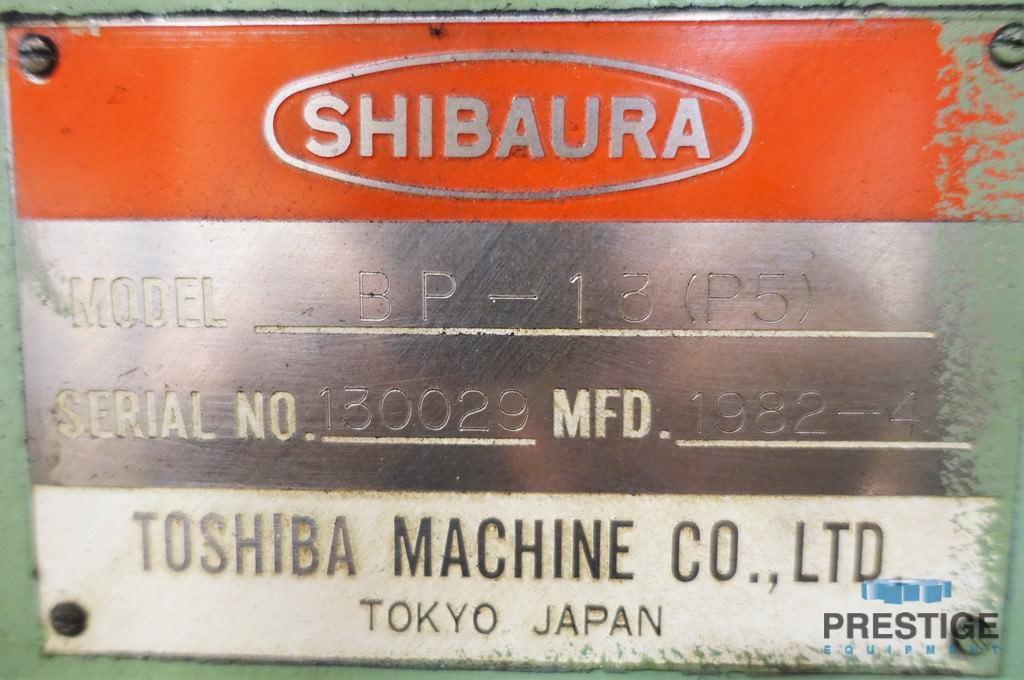 SHIBAURA
MODEL BP-13(P5)
SERIAL NO. 130029 MFD. 1982-4
TOSHIBA MACHINE CO., LTD
TOKYO JAPAN
PRESTIGE
EQUIPMENT